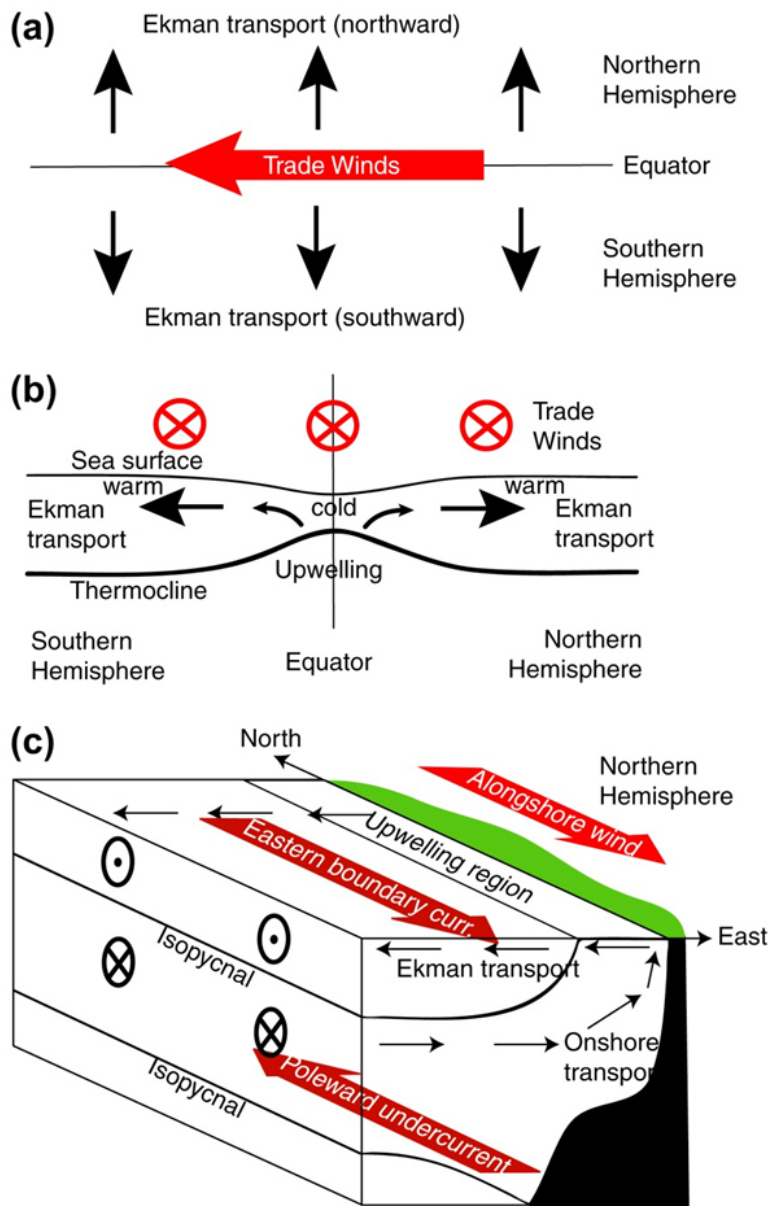 (a)
Ekman transport (northward)
Northern
Hemisphere
Trade Winds
Equator
Southern
Hemisphere
Ekman transport (southward)
(b)
Trade
Winds
Sea surface
warm
warm
cold
Ekman
transport
Ekman
transport
Upwelling
Thermocline
Southern
Hemisphere
Equator
Northern
Hemisphere
(c)
North
Alongshore wind
Northern
Hemisphere
Upwelling region
Eastern boundary curr.
East
Isopycnal
Ekman transport
Onshore
transport
Isopycnal
Poleward undercurrent